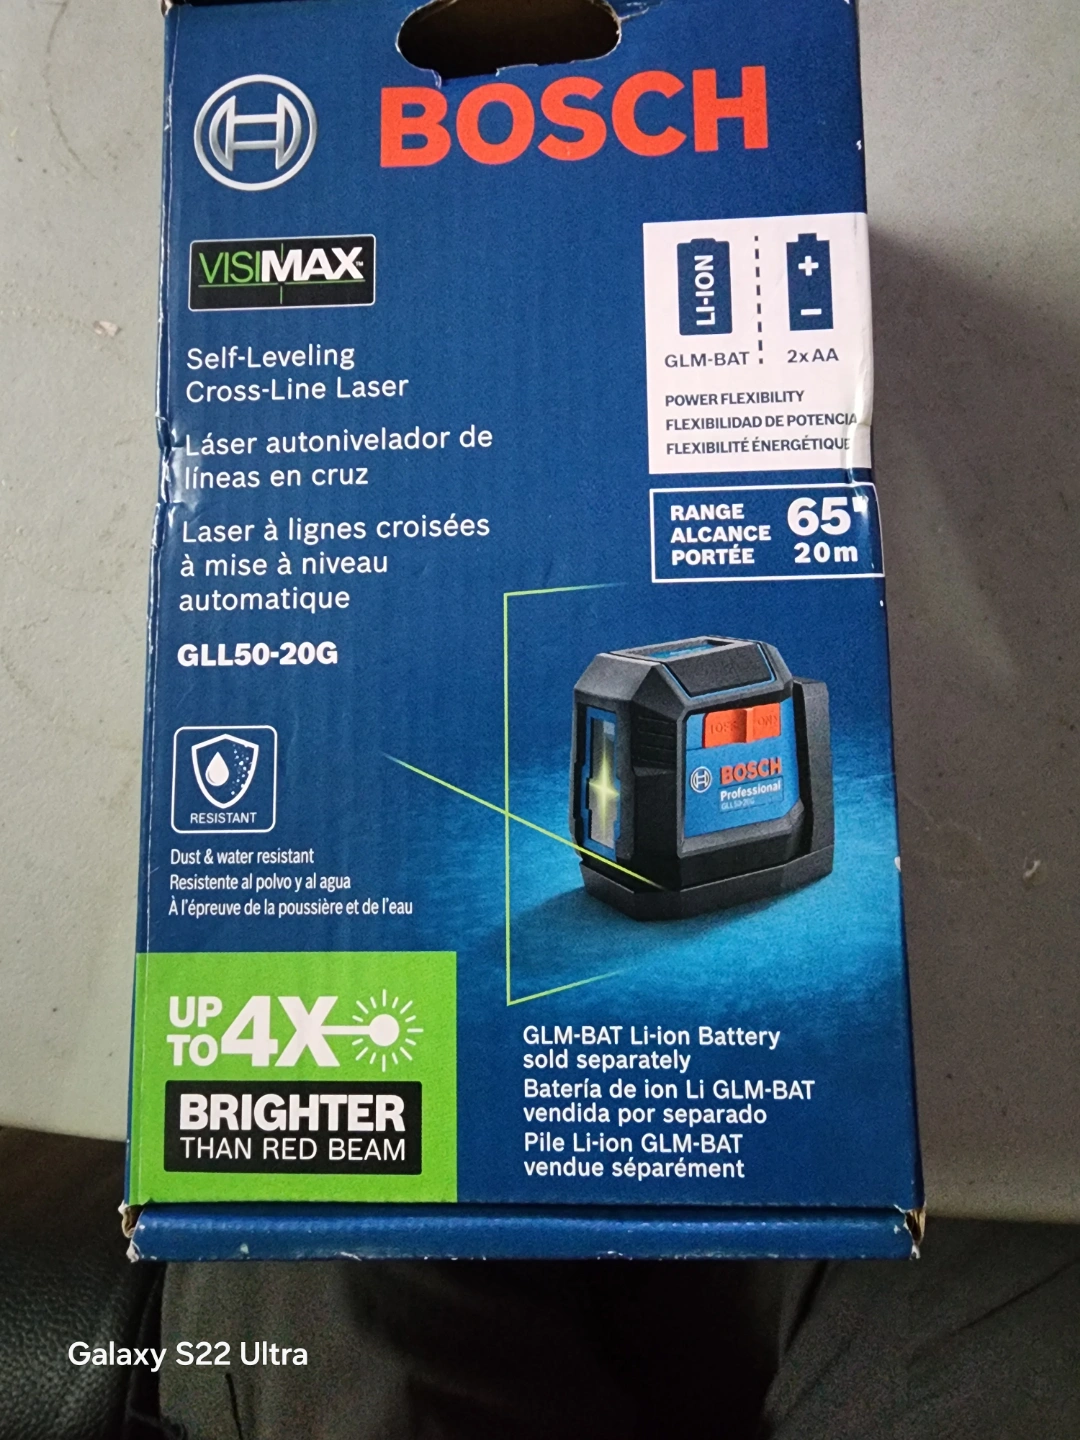 BOSCH
VISIMAX™
LI-ION
+
−
GLM-BAT
2xAA
POWER FLEXIBILITY
FLEXIBILIDAD DE POTENCIA
FLEXIBILITÉ ÉNERGÉTIQUE
Self-Leveling
Cross-Line Laser
Láser autonivelador de
líneas en cruz
Laser à lignes croisées
à mise à niveau
automatique
GLL50-20G
RANGE
ALCANCE
PORTÉE
65'
20m
BOSCH
Professional
GLL50-20G
RESISTANT
Dust & water resistant
Resistente al polvo y al agua
À l'épreuve de la poussière et de l'eau
UP
TO
4X
BRIGHTER
THAN RED BEAM
GLM-BAT Li-ion Battery
sold separately
Batería de ion Li GLM-BAT
vendida por separado
Pile Li-ion GLM-BAT
vendue séparément
Galaxy S22 Ultra